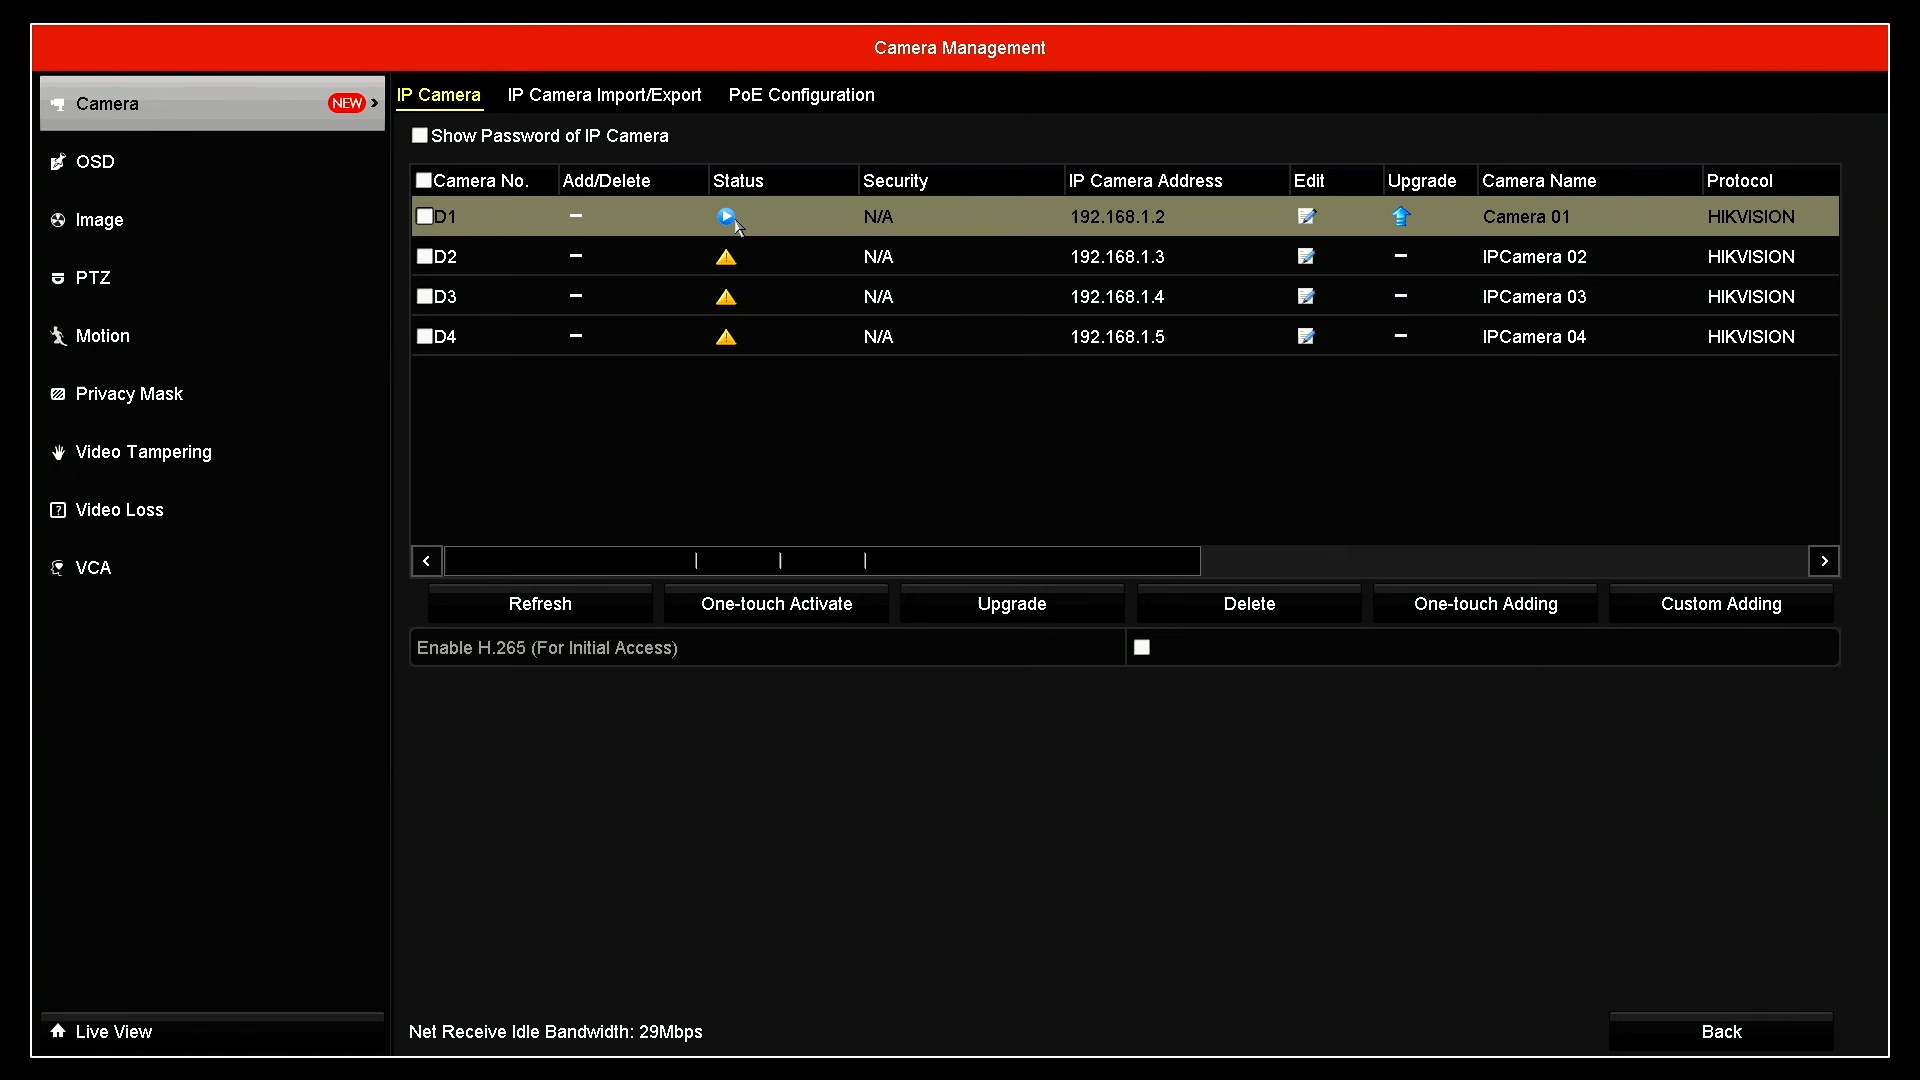 Camera Management
Camera NEW >
OSD
Image
PTZ
Motion
Privacy Mask
Video Tampering
Video Loss
VCA
Live View
IP Camera IP Camera Import/Export PoE Configuration
Show Password of IP Camera
Camera No. Add/Delete Status Security IP Camera Address Edit Upgrade Camera Name Protocol
D1 – N/A 192.168.1.2 Camera 01 HIKVISION
D2 – N/A 192.168.1.3 – IPCamera 02 HIKVISION
D3 – N/A 192.168.1.4 – IPCamera 03 HIKVISION
D4 – N/A 192.168.1.5 – IPCamera 04 HIKVISION
Refresh One-touch Activate Upgrade Delete One-touch Adding Custom Adding
Enable H.265 (For Initial Access)
Net Receive Idle Bandwidth: 29Mbps
Back